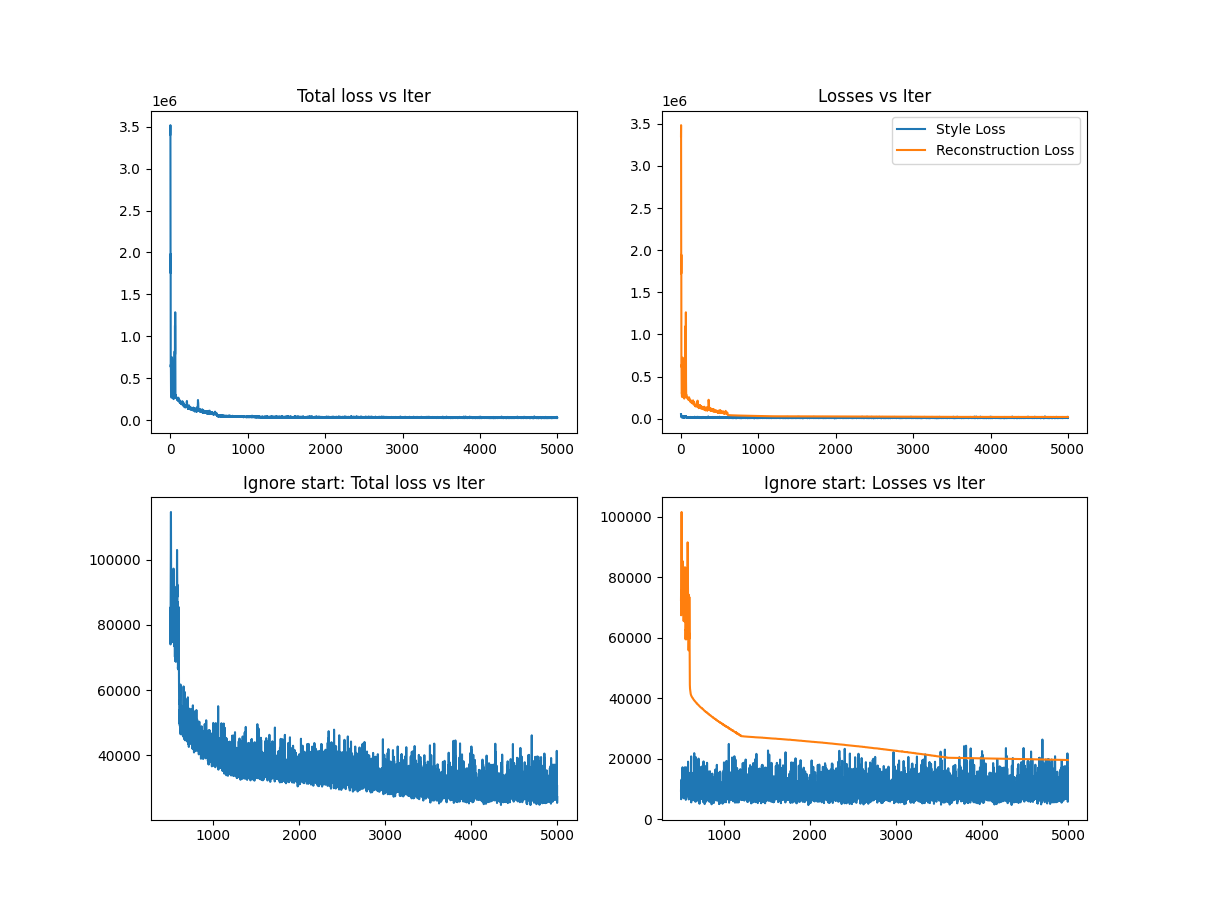 Total loss vs Iter
1e6
3.5
3.0
2.5
2.0
1.5
1.0
0.5
0.0
0 1000 2000 3000 4000 5000
Losses vs Iter
1e6
Style Loss
Reconstruction Loss
3.5
3.0
2.5
2.0
1.5
1.0
0.5
0.0
0 1000 2000 3000 4000 5000
Ignore start: Total loss vs Iter
100000
80000
60000
40000
1000 2000 3000 4000 5000
Ignore start: Losses vs Iter
100000
80000
60000
40000
20000
0
1000 2000 3000 4000 5000